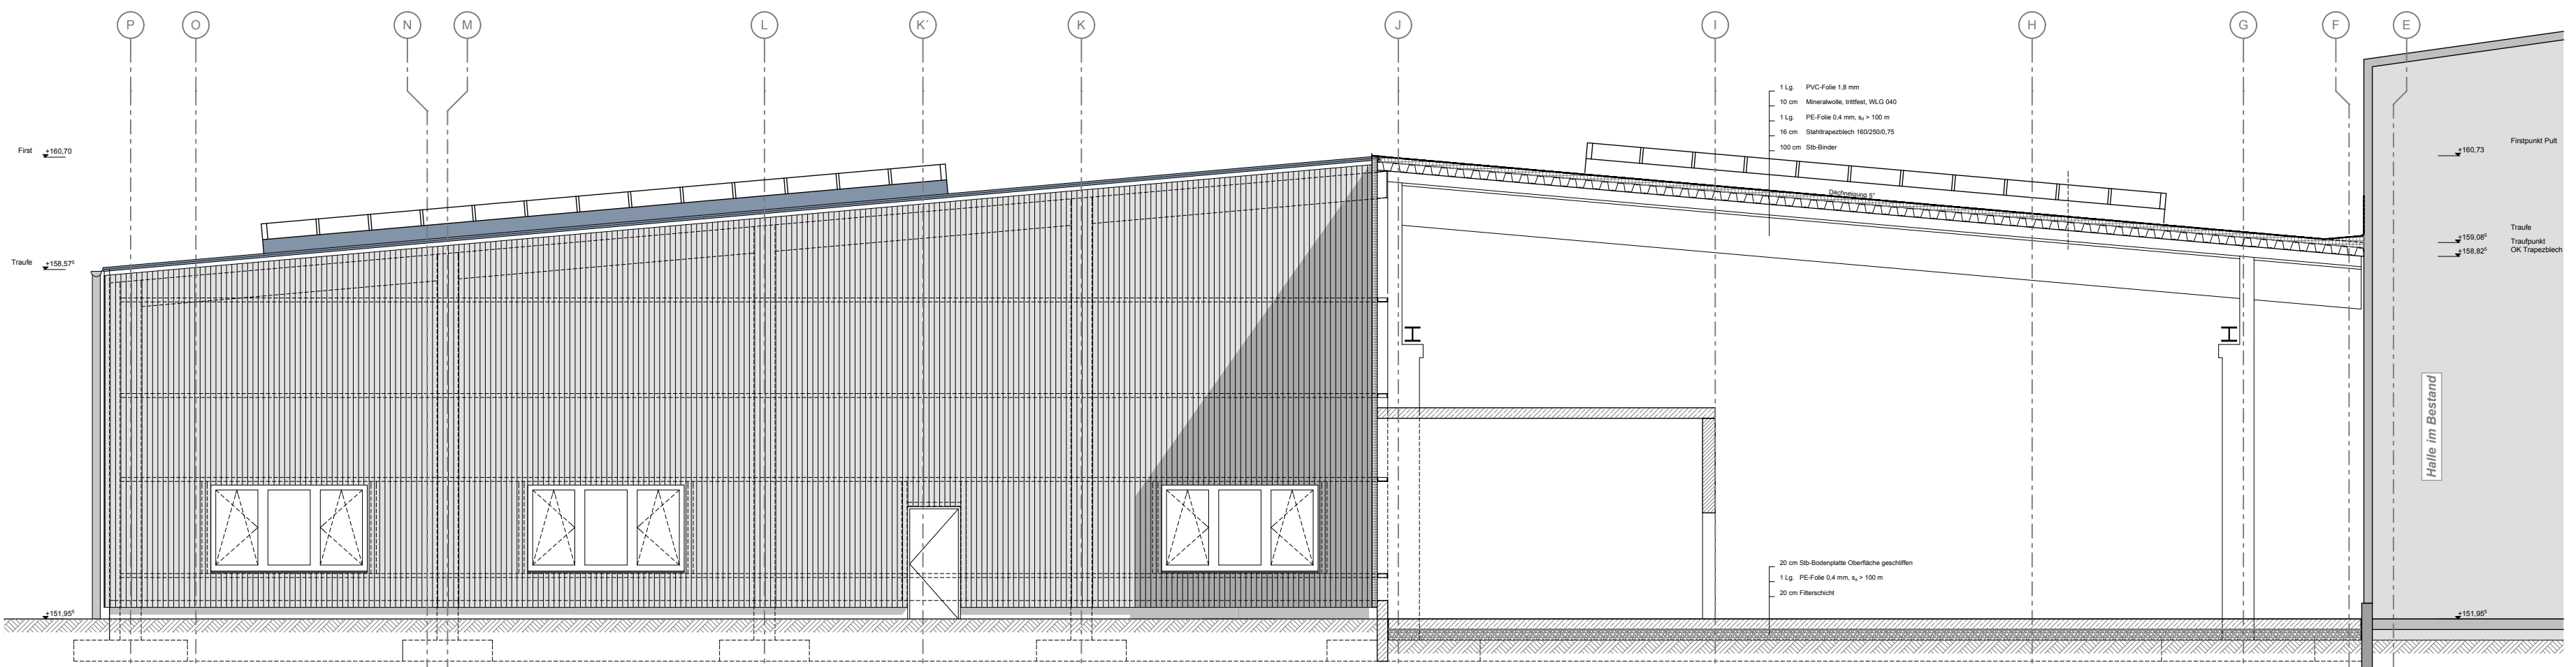 P O N M L K´ K J I H G F E
1 Lg. PVC-Folie 1,8 mm
10 cm Mineralwolle, trittfest, WLG 040
1 Lg. PE-Folie 0,4 mm, sd > 100 m
16 cm Stahltrapezblech 160/250/0,75
100 cm Stb-Binder
First +160,70
+160,73 Firstpunkt Pult
Dachneigung 5°
Traufe +158,57⁵
Traufe
+159,08⁵
Traufpunkt
OK Trapezblech
+158,82⁵
Halle im Bestand
20 cm Stb-Bodenplatte Oberfläche geschliffen
1 Lg. PE-Folie 0,4 mm, sd > 100 m
20 cm Filterschicht
+151,95⁵
+151,95⁵